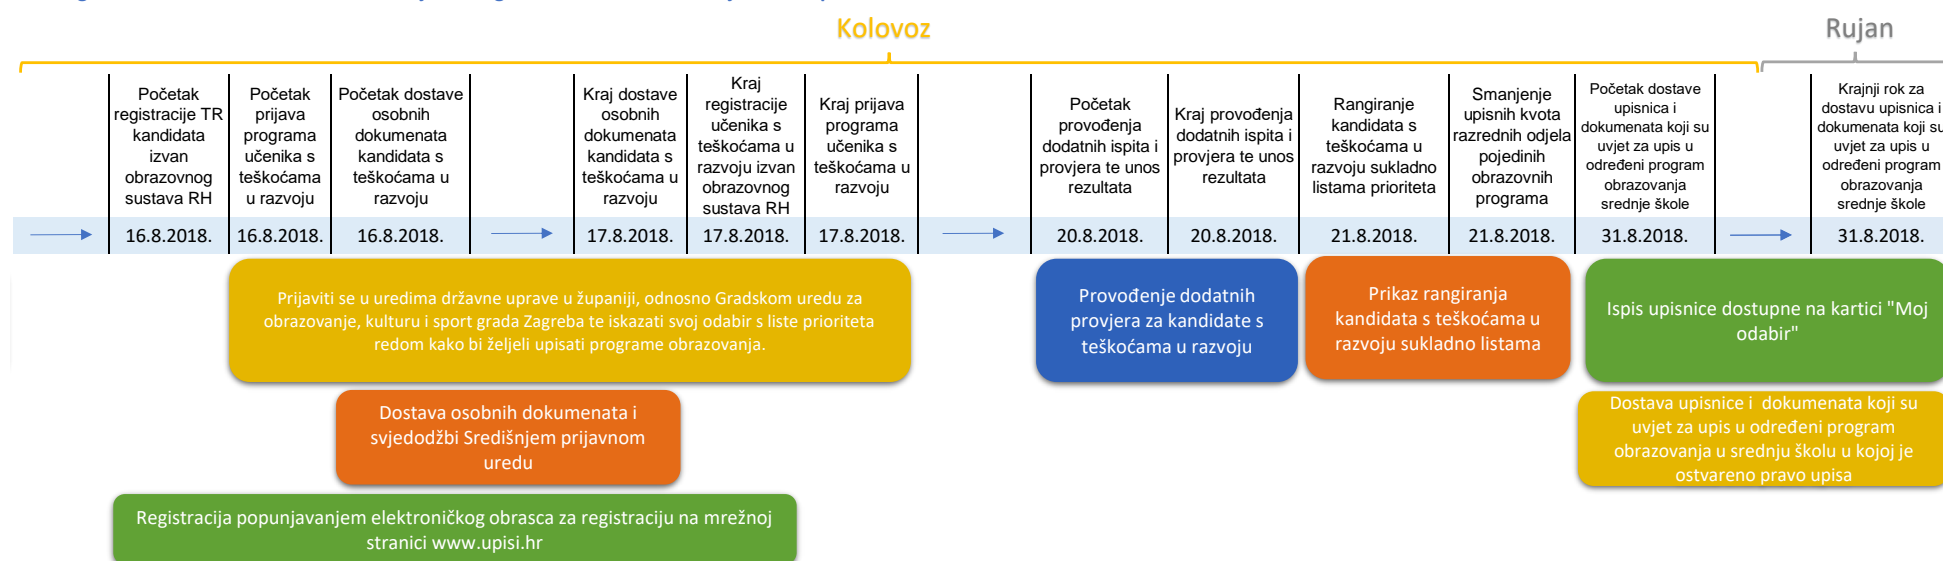 Kolovoz
Rujan
Početak
registracije TR
kandidata
izvan
obrazovnog
sustava RH
Početak
prijava
programa
učenika s
teškoćama
u razvoju
Početak dostave
osobnih
dokumenata
kandidata s
teškoćama u
razvoju
Kraj dostave
osobnih
dokumenata
kandidata s
teškoćama u
razvoju
Kraj
registracije
učenika s
teškoćama u
razvoju izvan
obrazovnog
sustava RH
Kraj prijava
programa
učenika s
teškoćama u
razvoju
Početak
provođenja
dodatnih ispita i
provjera te unos
rezultata
Kraj provođenja
dodatnih ispita i
provjera te unos
rezultata
Rangiranje
kandidata s
teškoćama u
razvoju sukladno
listama prioriteta
Smanjenje
upisnih kvota
razrednih odjela
pojedinih
obrazovnih
programa
Početak dostave
upisnica i
dokumenata koji su
uvjet za upis u
određeni program
obrazovanja
srednje škole
Krajnji rok za
dostavu upisnica i
dokumenata koji su
uvjet za upis u
određeni program
obrazovanja
srednje škole
16.8.2018.
16.8.2018.
16.8.2018.
17.8.2018.
17.8.2018.
17.8.2018.
20.8.2018.
20.8.2018.
21.8.2018.
21.8.2018.
31.8.2018.
31.8.2018.
Prijaviti se u uredima državne uprave u županiji, odnosno Gradskom uredu za
obrazovanje, kulturu i sport grada Zagreba te iskazati svoj odabir s liste prioriteta
redom kako bi željeli upisati programe obrazovanja.
Provođenje dodatnih
provjera za kandidate s
teškoćama u razvoju
Prikaz rangiranja
kandidata s teškoćama u
razvoju sukladno listama
Ispis upisnice dostupne na kartici "Moj
odabir"
Dostava osobnih dokumenata i
svjedodžbi Središnjem prijavnom
uredu
Dostava upisnice i dokumenata koji su
uvjet za upis u određeni program
obrazovanja u srednju školu u kojoj je
ostvareno pravo upisa
Registracija popunjavanjem elektroničkog obrasca za registraciju na mrežnoj
stranici www.upisi.hr